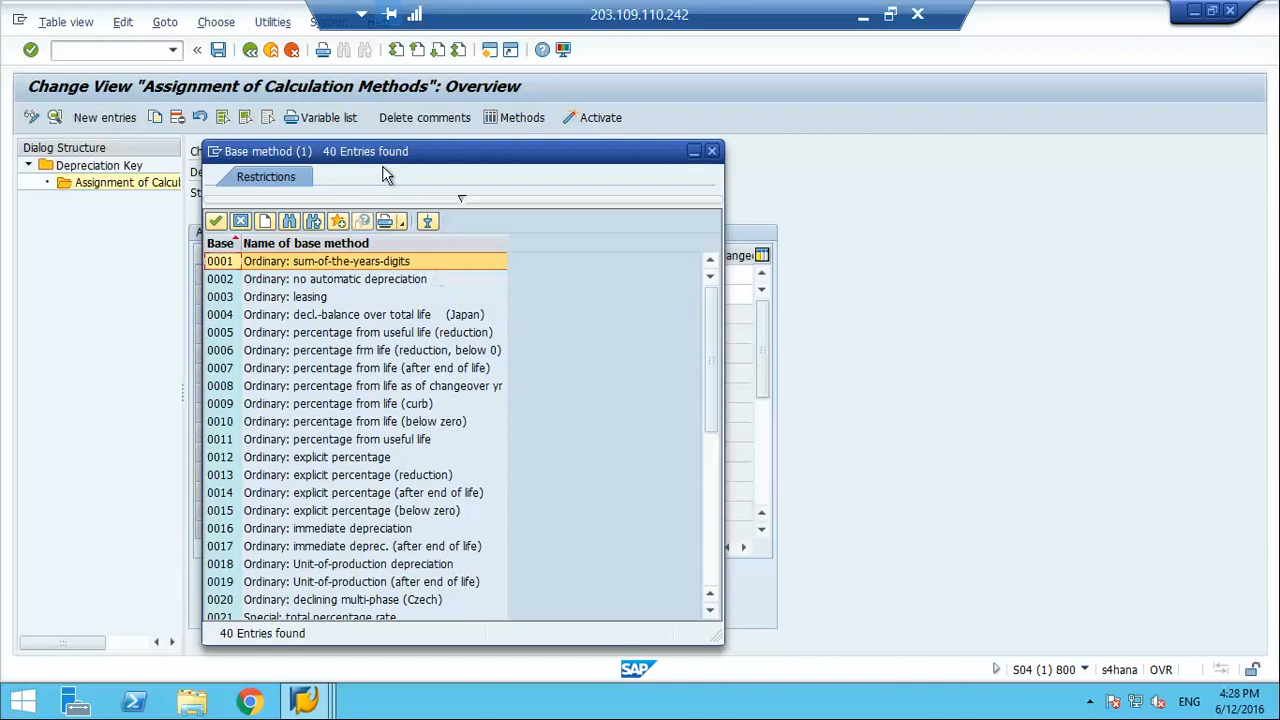 Table view Edit Goto Choose Utilities
203.109.110.242
Change View "Assignment of Calculation Methods": Overview
New entries Variable list Delete comments Methods Activate
Dialog Structure
Depreciation Key
Assignment of Calcul
Base method (1) 40 Entries found
Restrictions
Base Name of base method
0001 Ordinary: sum-of-the-years-digits
0002 Ordinary: no automatic depreciation
0003 Ordinary: leasing
0004 Ordinary: decl.-balance over total life (Japan)
0005 Ordinary: percentage from useful life (reduction)
0006 Ordinary: percentage frm life (reduction, below 0)
0007 Ordinary: percentage from life (after end of life)
0008 Ordinary: percentage from life as of changeover yr
0009 Ordinary: percentage from life (curb)
0010 Ordinary: percentage from life (below zero)
0011 Ordinary: percentage from useful life
0012 Ordinary: explicit percentage
0013 Ordinary: explicit percentage (reduction)
0014 Ordinary: explicit percentage (after end of life)
0015 Ordinary: explicit percentage (below zero)
0016 Ordinary: immediate depreciation
0017 Ordinary: immediate deprec. (after end of life)
0018 Ordinary: Unit-of-production depreciation
0019 Ordinary: Unit-of-production (after end of life)
0020 Ordinary: declining multi-phase (Czech)
0021 Special: total percentage rate
40 Entries found
SAP
S04 (1) 800 s4hana OVR
ENG
4:28 PM
6/12/2016